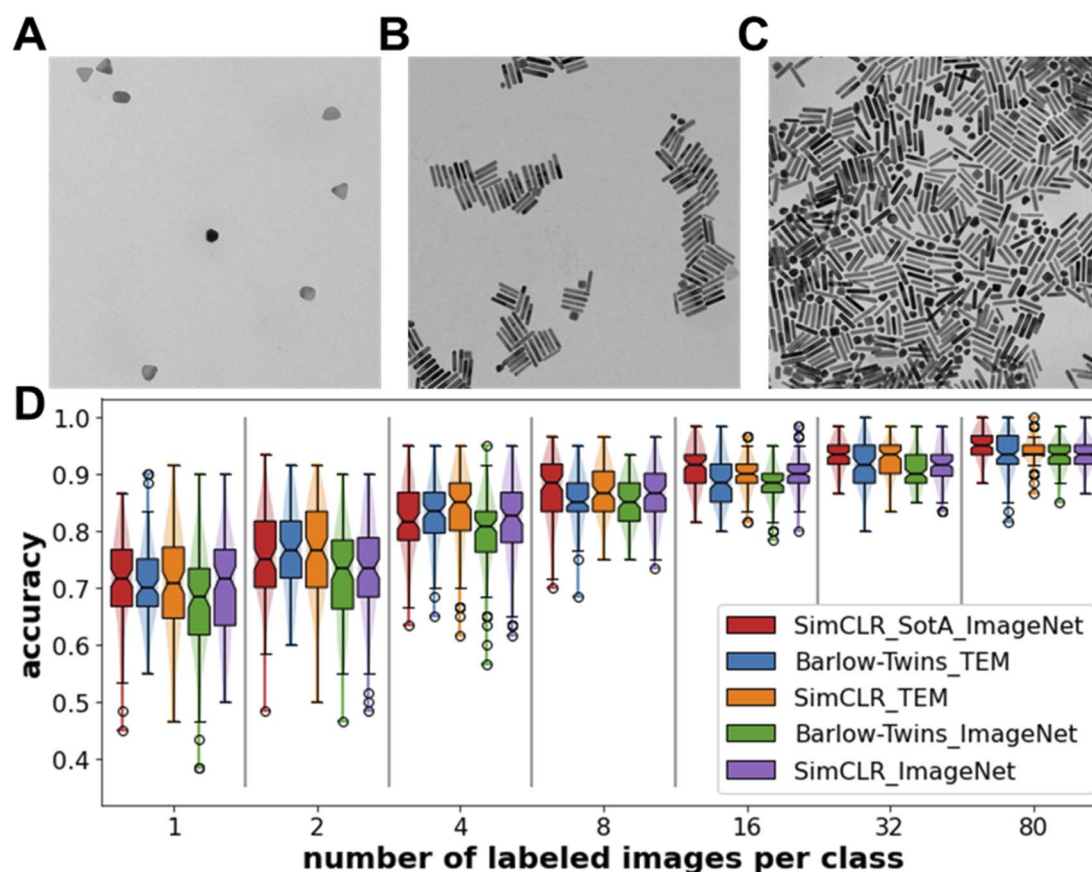 A
B
C
D
1.0
0.9
0.8
0.7
0.6
0.5
0.4
accuracy
SimCLR_SotA_ImageNet
Barlow-Twins_TEM
SimCLR_TEM
Barlow-Twins_ImageNet
SimCLR_ImageNet
1 2 4 8 16 32 80
number of labeled images per class